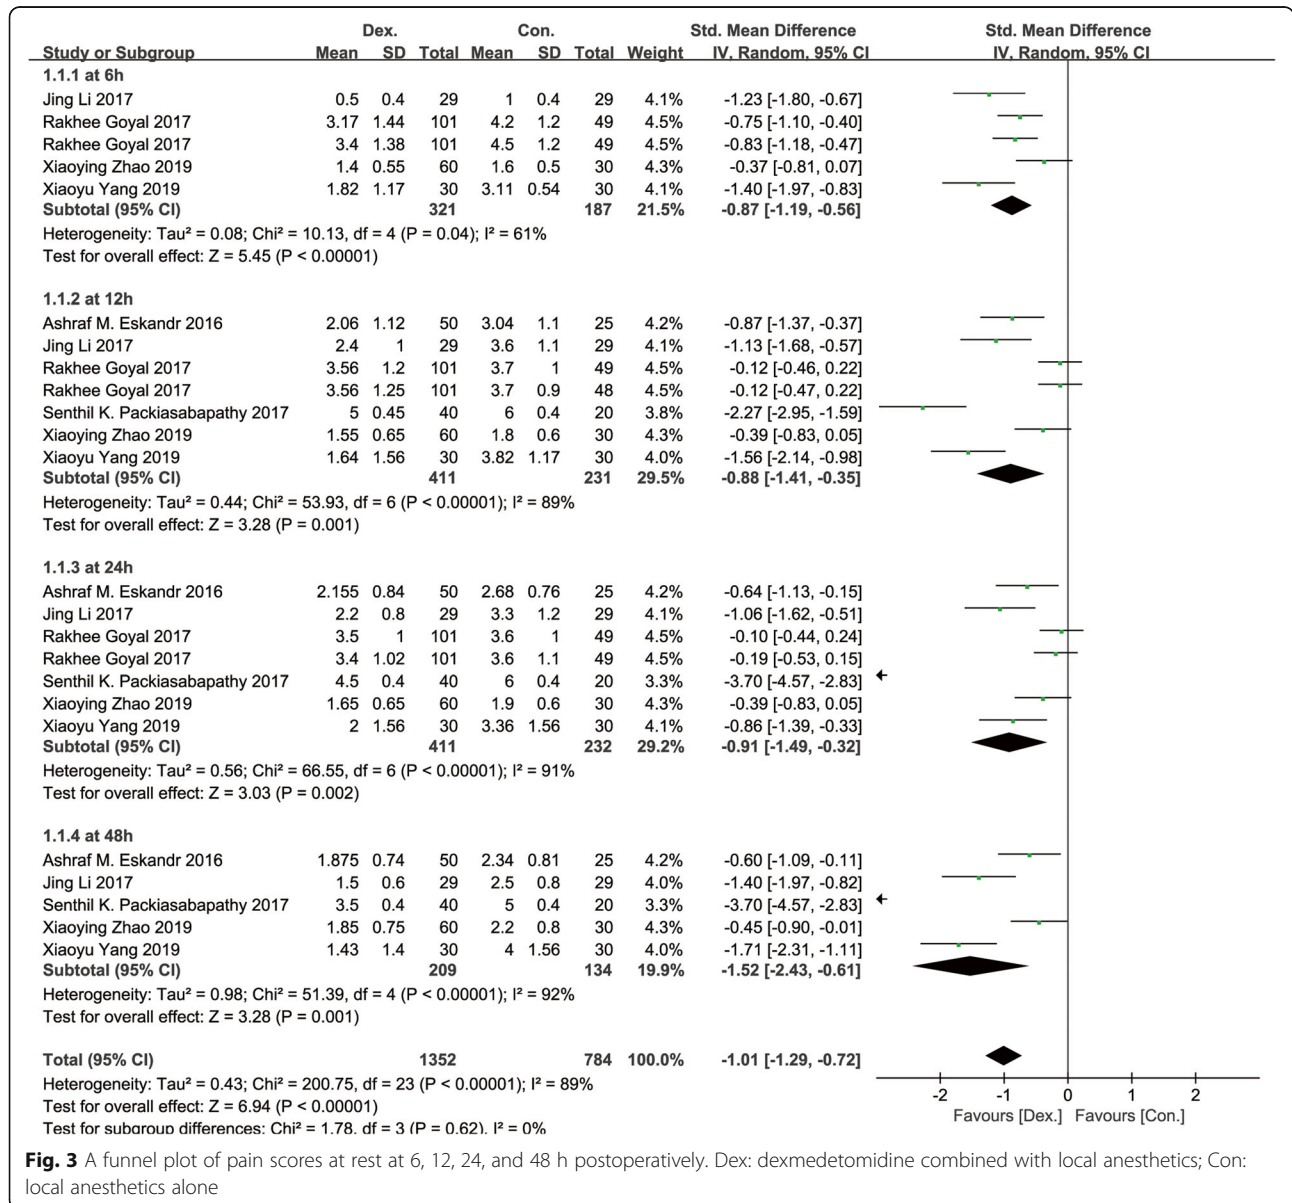 Dex. Con. Std. Mean Difference Std. Mean Difference
Study or Subgroup Mean SD Total Mean SD Total Weight IV, Random, 95% CI IV, Random, 95% CI
1.1.1 at 6h
Jing Li 2017 0.5 0.4 29 1 0.4 29 4.1% -1.23 [-1.80, -0.67]
Rakhee Goyal 2017 3.17 1.44 101 4.2 1.2 49 4.5% -0.75 [-1.10, -0.40]
Rakhee Goyal 2017 3.4 1.38 101 4.5 1.2 49 4.5% -0.83 [-1.18, -0.47]
Xiaoying Zhao 2019 1.4 0.55 60 1.6 0.5 30 4.3% -0.37 [-0.81, 0.07]
Xiaoyu Yang 2019 1.82 1.17 30 3.11 0.54 30 4.1% -1.40 [-1.97, -0.83]
Subtotal (95% CI) 321 187 21.5% -0.87 [-1.19, -0.56]
Heterogeneity: Tau² = 0.08; Chi² = 10.13, df = 4 (P = 0.04); I² = 61%
Test for overall effect: Z = 5.45 (P < 0.00001)
1.1.2 at 12h
Ashraf M. Eskandr 2016 2.06 1.12 50 3.04 1.1 25 4.2% -0.87 [-1.37, -0.37]
Jing Li 2017 2.4 1 29 3.6 1.1 29 4.1% -1.13 [-1.68, -0.57]
Rakhee Goyal 2017 3.56 1.2 101 3.7 1 49 4.5% -0.12 [-0.46, 0.22]
Rakhee Goyal 2017 3.56 1.25 101 3.7 0.9 48 4.5% -0.12 [-0.47, 0.22]
Senthil K. Packiasabapathy 2017 5 0.45 40 6 0.4 20 3.8% -2.27 [-2.95, -1.59]
Xiaoying Zhao 2019 1.55 0.65 60 1.8 0.6 30 4.3% -0.39 [-0.83, 0.05]
Xiaoyu Yang 2019 1.64 1.56 30 3.82 1.17 30 4.0% -1.56 [-2.14, -0.98]
Subtotal (95% CI) 411 231 29.5% -0.88 [-1.41, -0.35]
Heterogeneity: Tau² = 0.44; Chi² = 53.93, df = 6 (P < 0.00001); I² = 89%
Test for overall effect: Z = 3.28 (P = 0.001)
1.1.3 at 24h
Ashraf M. Eskandr 2016 2.155 0.84 50 2.68 0.76 25 4.2% -0.64 [-1.13, -0.15]
Jing Li 2017 2.2 0.8 29 3.3 1.2 29 4.1% -1.06 [-1.62, -0.51]
Rakhee Goyal 2017 3.5 1 101 3.6 1 49 4.5% -0.10 [-0.44, 0.24]
Rakhee Goyal 2017 3.4 1.02 101 3.6 1.1 49 4.5% -0.19 [-0.53, 0.15]
Senthil K. Packiasabapathy 2017 4.5 0.4 40 6 0.4 20 3.3% -3.70 [-4.57, -2.83]
Xiaoying Zhao 2019 1.65 0.65 60 1.9 0.6 30 4.3% -0.39 [-0.83, 0.05]
Xiaoyu Yang 2019 2 1.56 30 3.36 1.56 30 4.1% -0.86 [-1.39, -0.33]
Subtotal (95% CI) 411 232 29.2% -0.91 [-1.49, -0.32]
Heterogeneity: Tau² = 0.56; Chi² = 66.55, df = 6 (P < 0.00001); I² = 91%
Test for overall effect: Z = 3.03 (P = 0.002)
1.1.4 at 48h
Ashraf M. Eskandr 2016 1.875 0.74 50 2.34 0.81 25 4.2% -0.60 [-1.09, -0.11]
Jing Li 2017 1.5 0.6 29 2.5 0.8 29 4.0% -1.40 [-1.97, -0.82]
Senthil K. Packiasabapathy 2017 3.5 0.4 40 5 0.4 20 3.3% -3.70 [-4.57, -2.83]
Xiaoying Zhao 2019 1.85 0.75 60 2.2 0.8 30 4.3% -0.45 [-0.90, -0.01]
Xiaoyu Yang 2019 1.43 1.4 30 4 1.56 30 4.0% -1.71 [-2.31, -1.11]
Subtotal (95% CI) 209 134 19.9% -1.52 [-2.43, -0.61]
Heterogeneity: Tau² = 0.98; Chi² = 51.39, df = 4 (P < 0.00001); I² = 92%
Test for overall effect: Z = 3.28 (P = 0.001)
Total (95% CI) 1352 784 100.0% -1.01 [-1.29, -0.72]
Heterogeneity: Tau² = 0.43; Chi² = 200.75, df = 23 (P < 0.00001); I² = 89%
Test for overall effect: Z = 6.94 (P < 0.00001)
Test for subgroup differences: Chi² = 1.78, df = 3 (P = 0.62), I² = 0%
-2 -1 0 1 2
Favours [Dex.] Favours [Con.]
Fig. 3 A funnel plot of pain scores at rest at 6, 12, 24, and 48 h postoperatively. Dex: dexmedetomidine combined with local anesthetics; Con:
local anesthetics alone